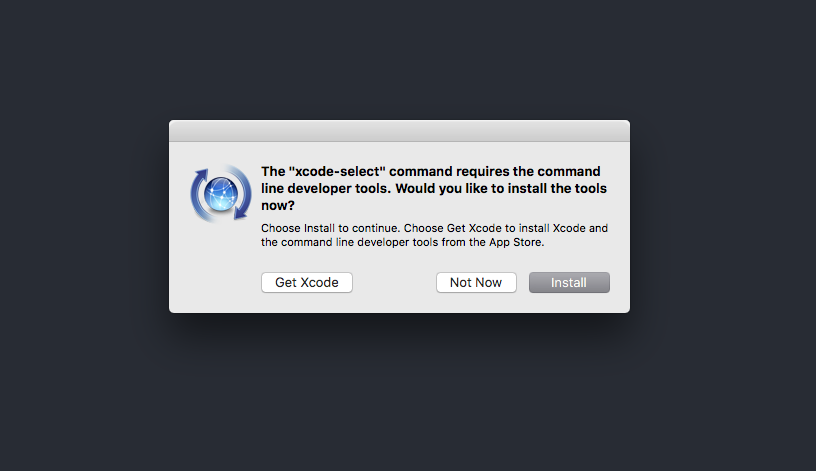 The "xcode-select" command requires the command
line developer tools. Would you like to install the tools
now?
Choose Install to continue. Choose Get Xcode to install Xcode and
the command line developer tools from the App Store.
Get Xcode
Not Now
Install